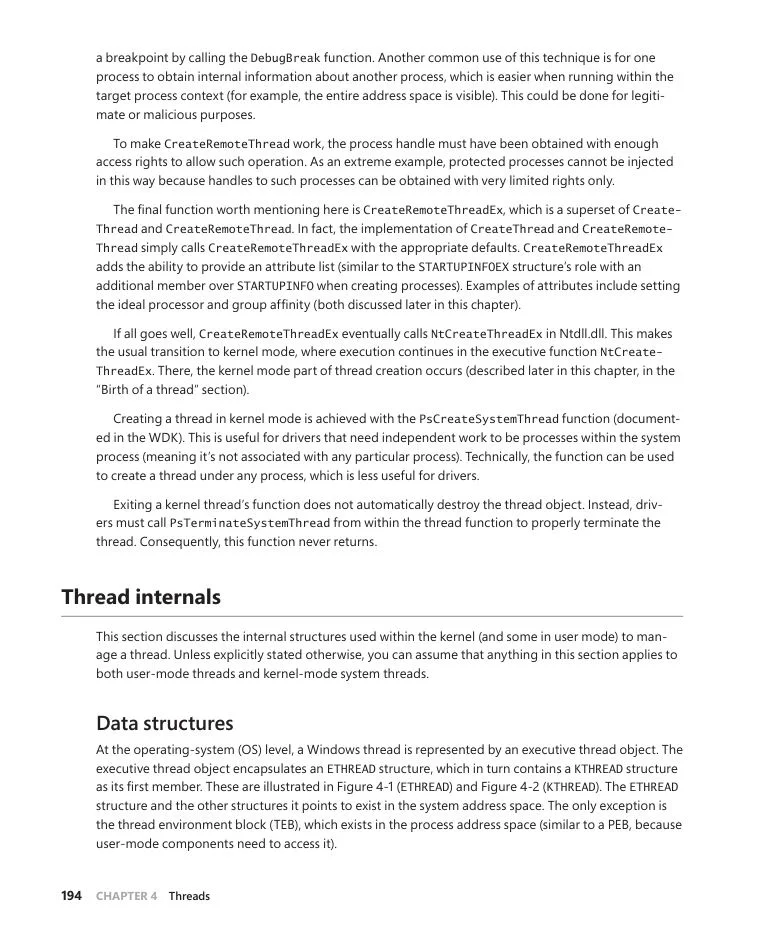 a breakpoint by calling the DebugBreak function. Another common use of this technique is for one
process to obtain internal information about another process, which is easier when running within the
target process context (for example, the entire address space is visible). This could be done for legiti-
mate or malicious purposes.
To make CreateRemoteThread work, the process handle must have been obtained with enough
access rights to allow such operation. As an extreme example, protected processes cannot be injected
in this way because handles to such processes can be obtained with very limited rights only.
The final function worth mentioning here is CreateRemoteThreadEx, which is a superset of Create-
Thread and CreateRemoteThread. In fact, the implementation of CreateThread and CreateRemote-
Thread simply calls CreateRemoteThreadEx with the appropriate defaults. CreateRemoteThreadEx
adds the ability to provide an attribute list (similar to the STARTUPINFOEX structure's role with an
additional member over STARTUPINFO when creating processes). Examples of attributes include setting
the ideal processor and group affinity (both discussed later in this chapter).
If all goes well, CreateRemoteThreadEx eventually calls NtCreateThreadEx in Ntdll.dll. This makes
the usual transition to kernel mode, where execution continues in the executive function NtCreate-
ThreadEx. There, the kernel mode part of thread creation occurs (described later in this chapter, in the
"Birth of a thread" section).
Creating a thread in kernel mode is achieved with the PsCreateSystemThread function (document-
ed in the WDK). This is useful for drivers that need independent work to be processes within the system
process (meaning it's not associated with any particular process). Technically, the function can be used
to create a thread under any process, which is less useful for drivers.
Exiting a kernel thread's function does not automatically destroy the thread object. Instead, driv-
ers must call PsTerminateSystemThread from within the thread function to properly terminate the
thread. Consequently, this function never returns.
Thread internals
This section discusses the internal structures used within the kernel (and some in user mode) to man-
age a thread. Unless explicitly stated otherwise, you can assume that anything in this section applies to
both user-mode threads and kernel-mode system threads.
Data structures
At the operating-system (OS) level, a Windows thread is represented by an executive thread object. The
executive thread object encapsulates an ETHREAD structure, which in turn contains a KTHREAD structure
as its first member. These are illustrated in Figure 4-1 (ETHREAD) and Figure 4-2 (KTHREAD). The ETHREAD
structure and the other structures it points to exist in the system address space. The only exception is
the thread environment block (TEB), which exists in the process address space (similar to a PEB, because
user-mode components need to access it).
194 CHAPTER 4 Threads